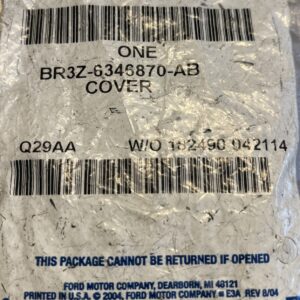 ONE
BR3Z-6346870-AB
COVER
Q29AA W/O 182490 042114
THIS PACKAGE CANNOT BE RETURNED IF OPENED
FORD MOTOR COMPANY, DEARBORN, MI 48121
PRINTED IN U.S.A. © 2004, FORD MOTOR COMPANY E3A REV 8/04